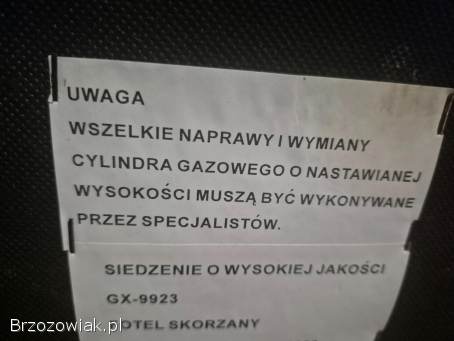 UWAGA
WSZELKIE NAPRAWY I WYMIANY
CYLINDRA GAZOWEGO O NASTAWIANEJ
WYSOKOŚCI MUSZĄ BYĆ WYKONYWANE
PRZEZ SPECJALISTÓW.
SIEDZENIE O WYSOKIEJ JAKOŚCI
GX-9923
SKORZANY
Brzozowiak.pl